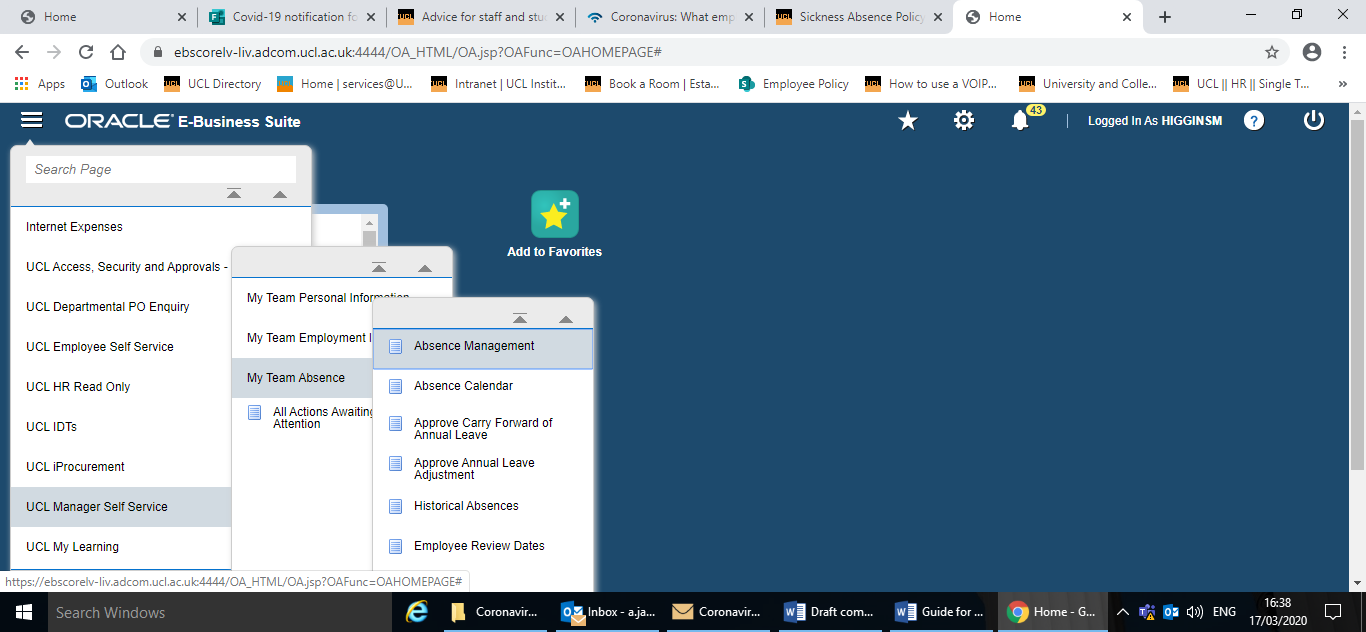 Home
Covid-19 notification fo
Advice for staff and stu
Coronavirus: What emp
Sickness Absence Policy
Home
ebscorelv-liv.adcom.ucl.ac.uk:4444/OA_HTML/OA.jsp?OAFunc=OAHOMEPAGE#
Apps
Outlook
UCL Directory
Home | services@U...
Intranet | UCL Instit...
Book a Room | Esta...
Employee Policy
How to use a VOIP...
University and Colle...
UCL || HR || Single T...
»
ORACLE E-Business Suite
43
Logged In As HIGGINSM
?
Search Page
Internet Expenses
UCL Access, Security and Approvals -
UCL Departmental PO Enquiry
UCL Employee Self Service
UCL HR Read Only
UCL IDTs
UCL iProcurement
UCL Manager Self Service
UCL My Learning
My Team Personal Information
My Team Employment I
My Team Absence
All Actions Awaiting
Attention
Absence Management
Absence Calendar
Approve Carry Forward of
Annual Leave
Approve Annual Leave
Adjustment
Historical Absences
Employee Review Dates
Add to Favorites
https://ebscorelv-liv.adcom.ucl.ac.uk:4444/OA_HTML/OA.jsp?OAFunc=OAHOMEPAGE#
Search Windows
Coronavir...
Inbox - a.ja...
Coronavir...
Draft com...
Guide for ...
Home - G...
ENG
16:38
17/03/2020